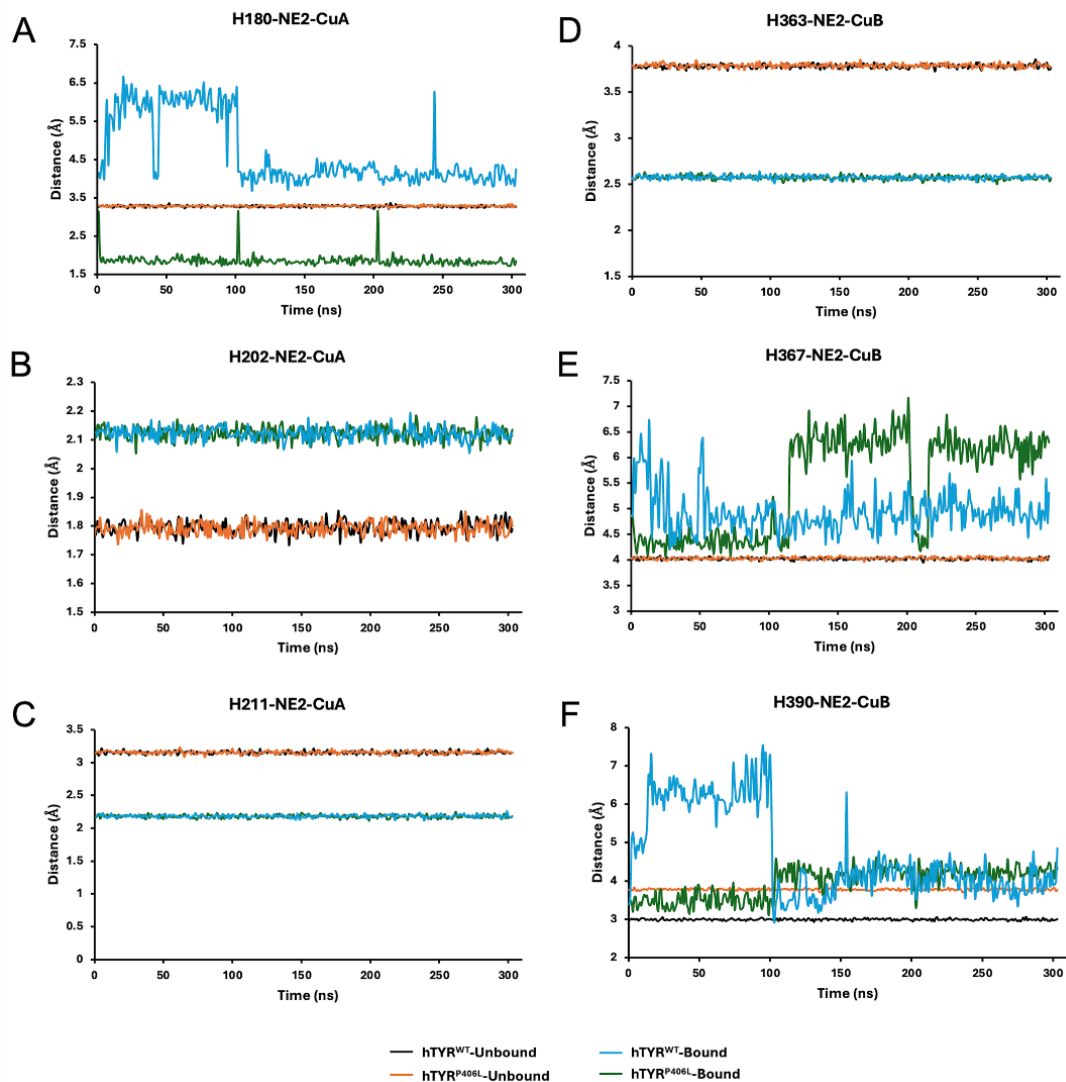 A
H180-NE2-CuA
7.5
6.5
5.5
4.5
3.5
2.5
1.5
Distance (Å)
0 50 100 150 200 250 300
Time (ns)
B
H202-NE2-CuA
2.3
2.2
2.1
2
1.9
1.8
1.7
1.6
1.5
Distance (Å)
0 50 100 150 200 250 300
Time (ns)
C
H211-NE2-CuA
3.5
3
2.5
2
1.5
1
0.5
0
Distance (Å)
0 50 100 150 200 250 300
Time (ns)
D
H363-NE2-CuB
4
3.5
3
2.5
2
1.5
Distance (Å)
0 50 100 150 200 250 300
Time (ns)
E
H367-NE2-CuB
7.5
7
6.5
6
5.5
5
4.5
4
3.5
3
Distance (Å)
0 50 100 150 200 250 300
Time (ns)
F
H390-NE2-CuB
8
7
6
5
4
3
2
Distance (Å)
0 50 100 150 200 250 300
Time (ns)
hTYRᵂᵀ-Unbound
hTYRᵂᵀ-Bound
hTYRᴾ⁴⁰⁶ᴸ-Unbound
hTYRᴾ⁴⁰⁶ᴸ-Bound